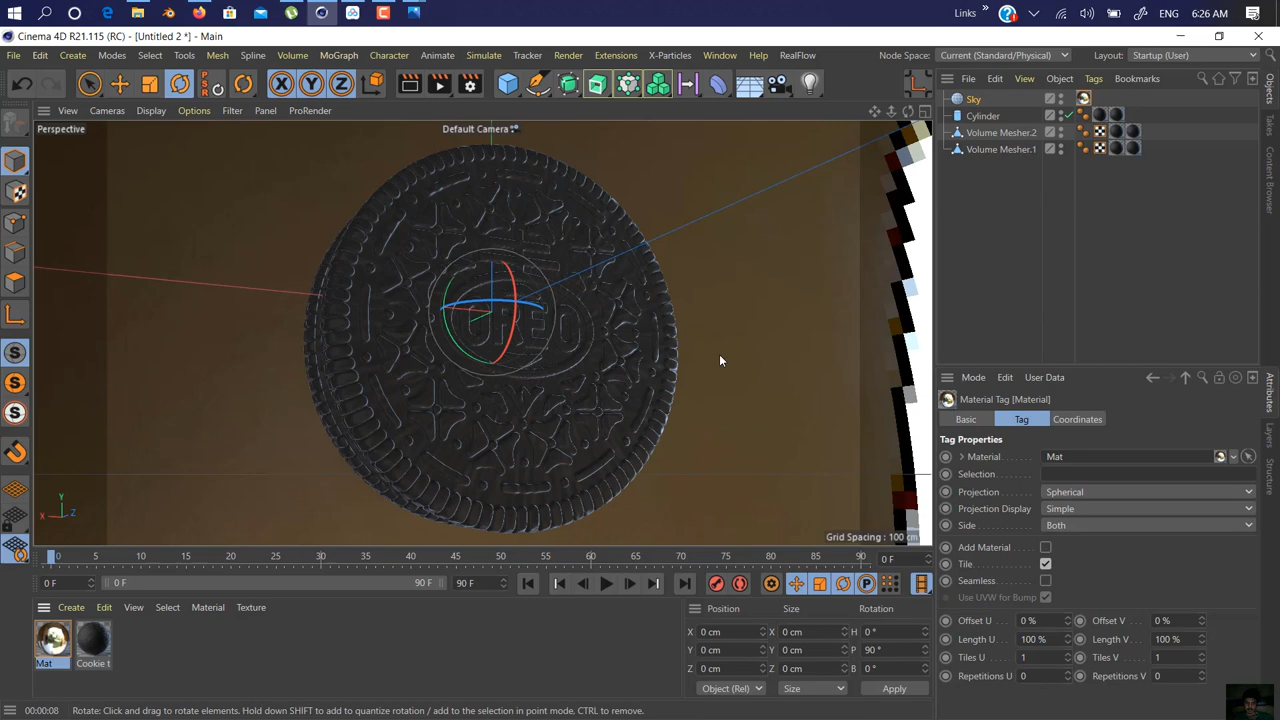 Links
ENG
6:26 AM
Cinema 4D R21.115 (RC) - [Untitled 2 *] - Main
File Edit Create Modes Select Tools Mesh Spline Volume MoGraph Character Animate Simulate Tracker Render Extensions X-Particles Window Help RealFlow Node Space: Current (Standard/Physical) Layout: Startup (User)
X Y Z
File Edit View Object Tags Bookmarks
View Cameras Display Options Filter Panel ProRender
Perspective
Default Camera
Sky
Cylinder
Volume Mesher.2
Volume Mesher.1
Objects
Takes
OREO
Grid Spacing : 100 cm
Mode Edit User Data
Material Tag [Material]
Basic Tag Coordinates
Attributes
Layers
Structure
Tag Properties
Material Mat
Selection
Projection Spherical
Projection Display Simple
Side Both
Add Material
Tile
Seamless
Use UVW for Bump
Offset U 0 % Offset V 0 %
Length U 100 % Length V 100 %
Tiles U 1 Tiles V 1
Repetitions U 0 Repetitions V 0
0 5 10 15 20 25 30 35 40 45 50 55 60 65 70 75 80 85 90 0 F
0 F 0 F 90 F 90 F
Create Edit View Select Material Texture
Mat Cookie t
Position Size Rotation
X 0 cm X 0 cm H 0 °
Y 0 cm Y 0 cm P 90 °
Z 0 cm Z 0 cm B 0 °
Object (Rel) Size Apply
00:00:08 Rotate: Click and drag to rotate elements. Hold down SHIFT to add to quantize rotation / add to the selection in point mode. CTRL to remove.